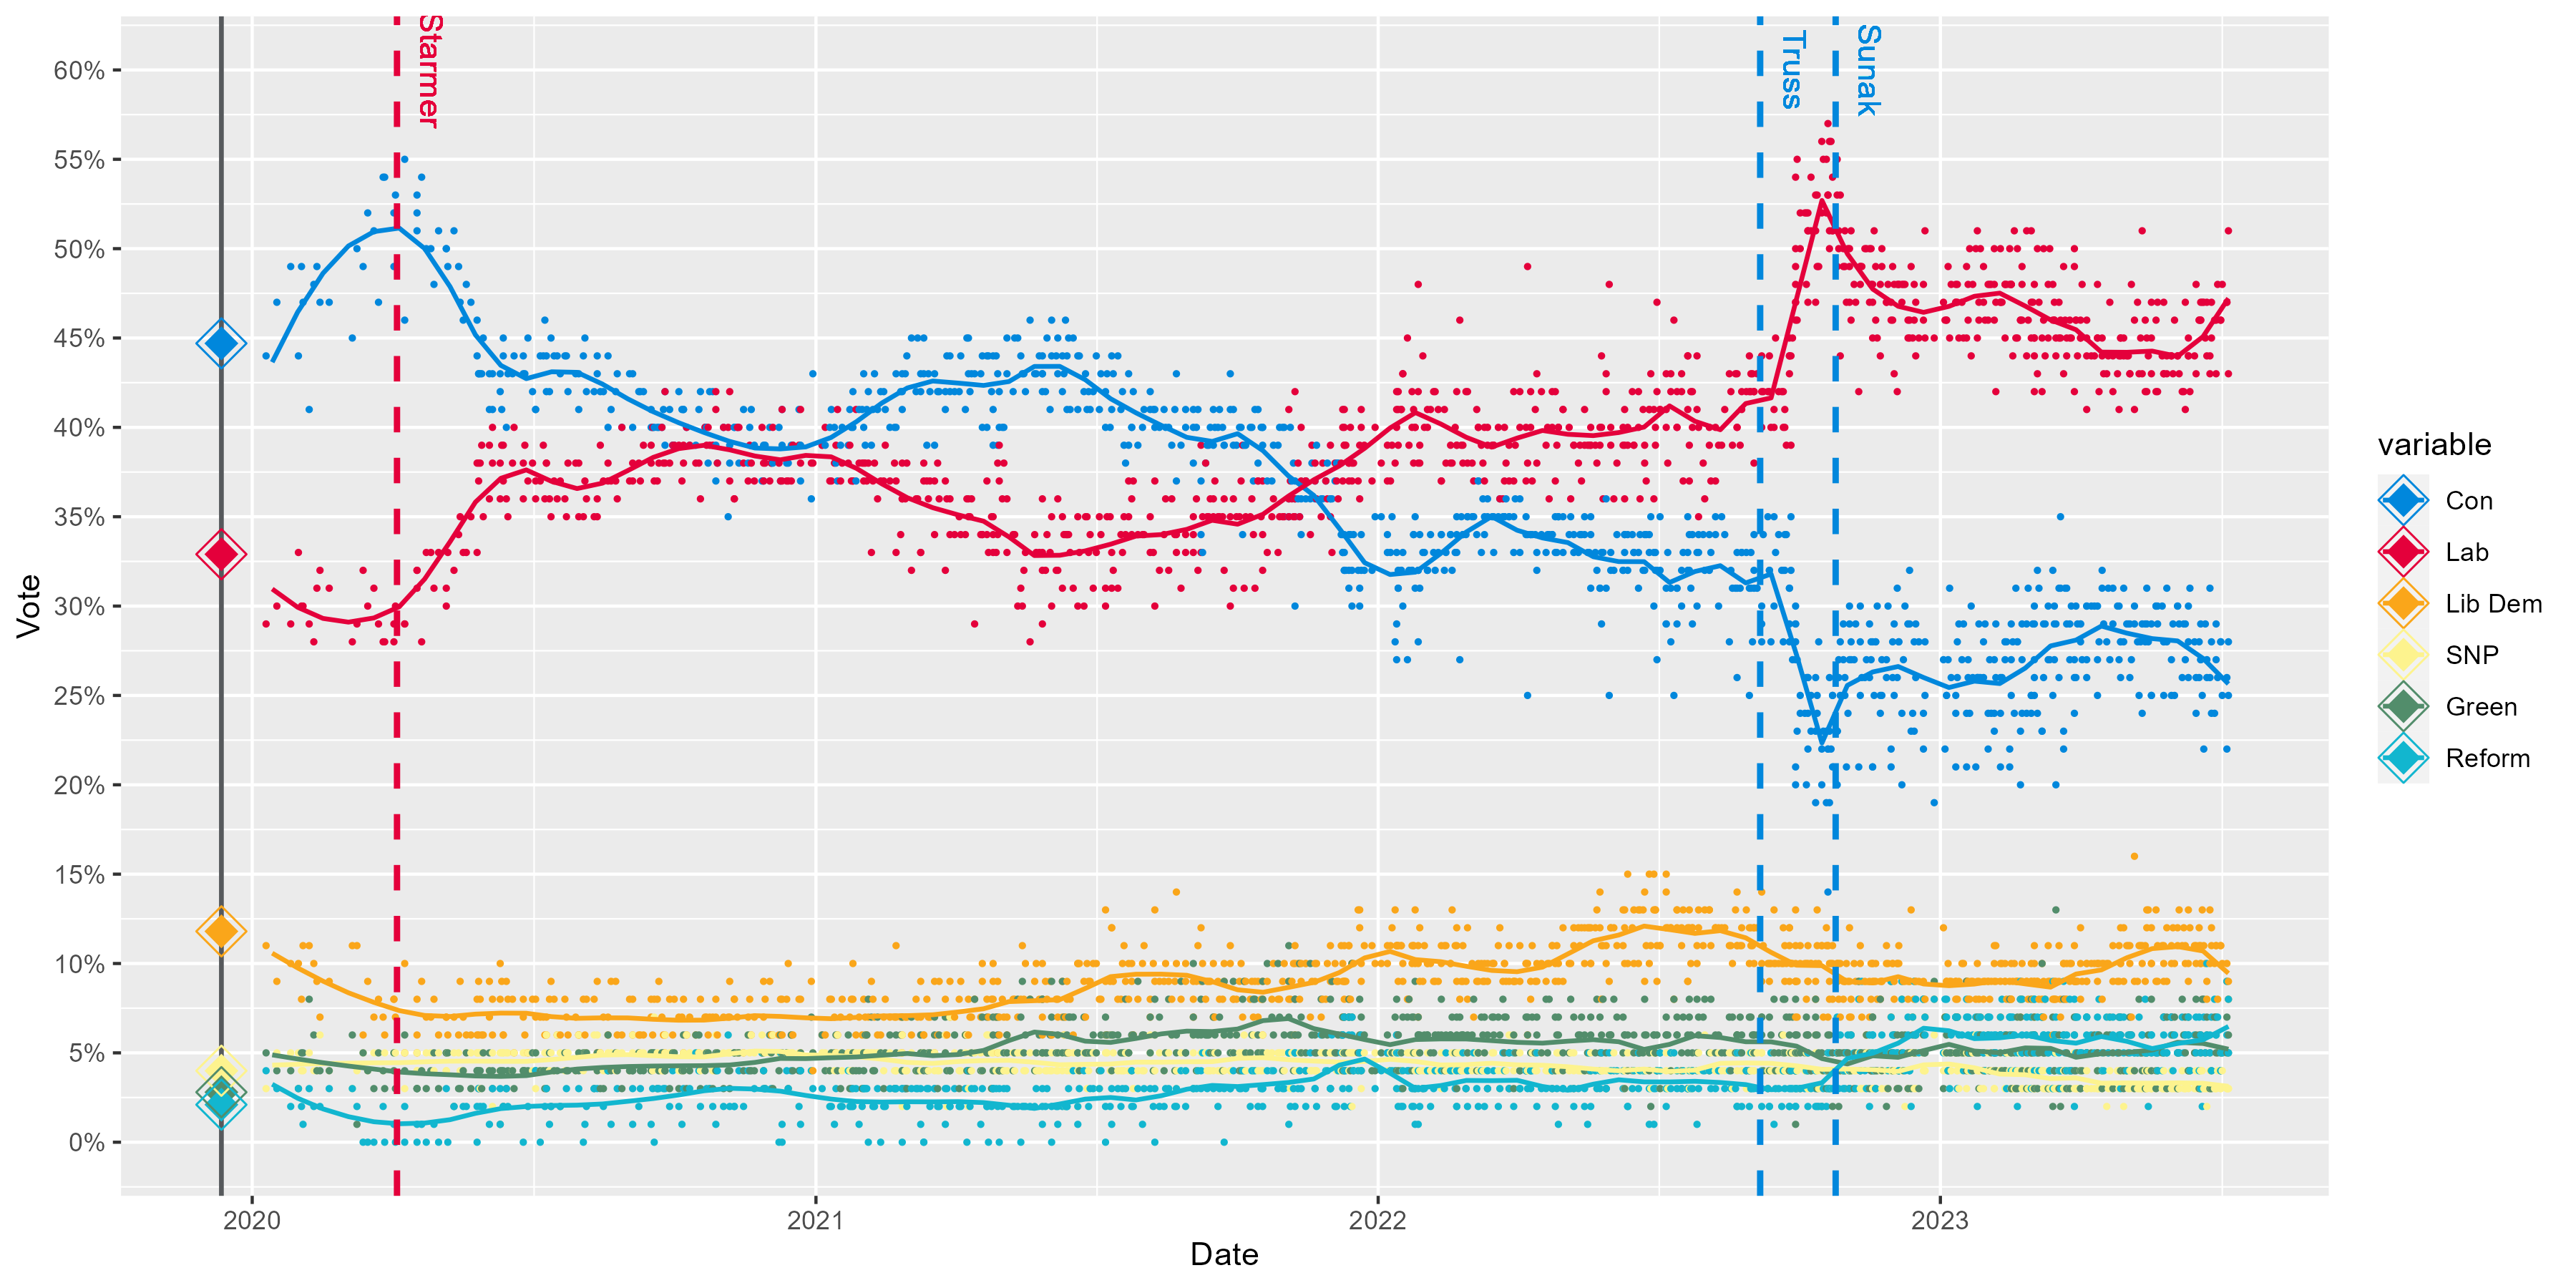 Starmer
Truss
Sunak
60%
55%
50%
45%
40%
35%
30%
25%
20%
15%
10%
5%
0%
Vote
2020
2021
2022
2023
Date
variable
Con
Lab
Lib Dem
SNP
Green
Reform